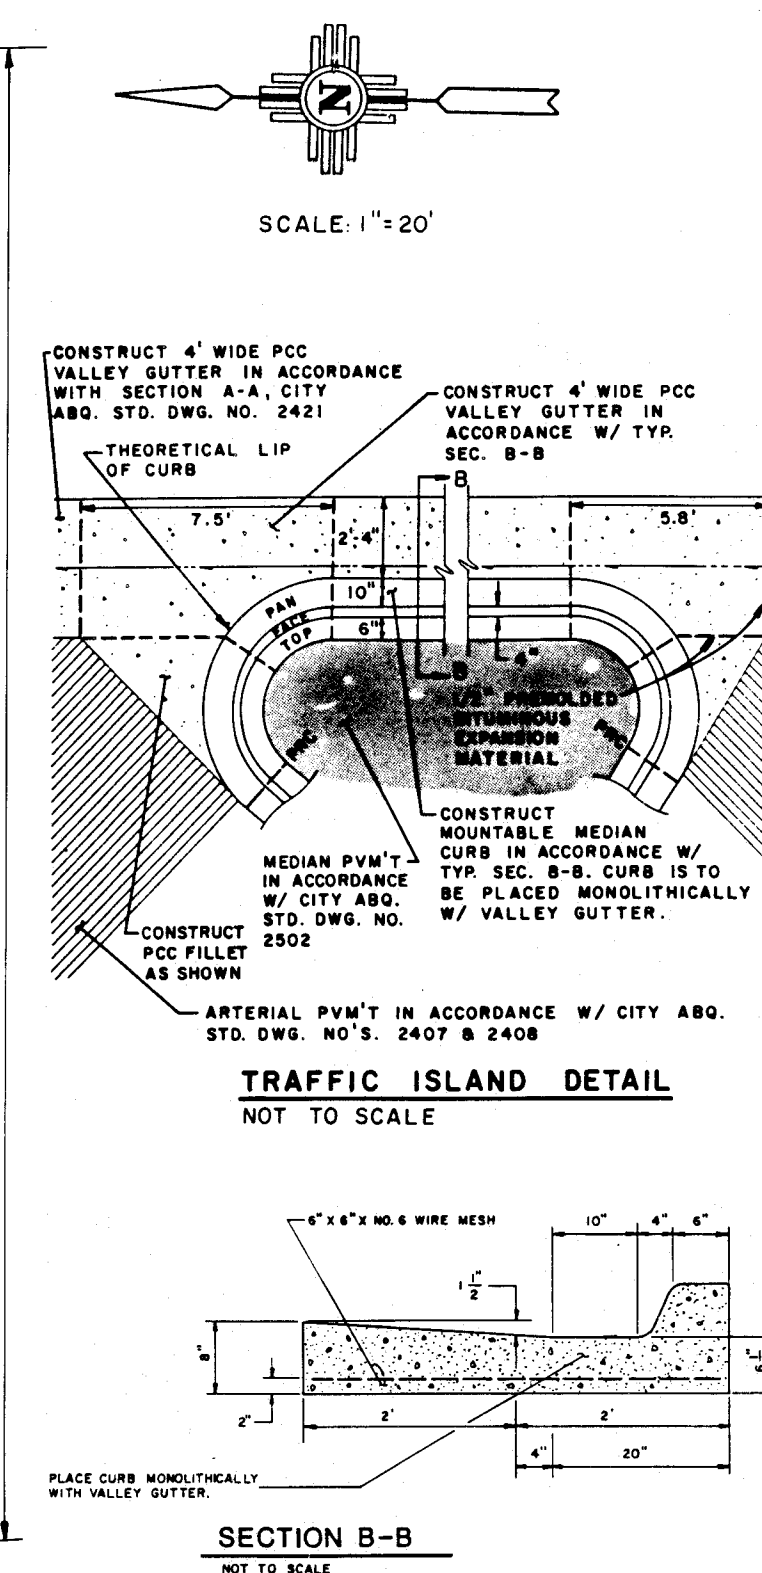 N
SCALE: 1"=20'
CONSTRUCT 4' WIDE PCC
VALLEY GUTTER IN ACCORDANCE
WITH SECTION A-A, CITY
ABQ. STD. DWG. NO. 2421
CONSTRUCT 4' WIDE PCC
VALLEY GUTTER IN
ACCORDANCE W/ TYP.
SEC. B-B
THEORETICAL LIP
OF CURB
B
7.5'
5.8'
2'-4"
10"
PAN
FACE
TOP
6"
4"
B
1/2" PREMOLDED
BITUMINOUS
EXPANSION
MATERIAL
PRC
PRC
CONSTRUCT
MOUNTABLE MEDIAN
CURB IN ACCORDANCE W/
TYP. SEC. B-B. CURB IS TO
BE PLACED MONOLITHICALLY
W/ VALLEY GUTTER.
MEDIAN PVM'T
IN ACCORDANCE
W/ CITY ABQ.
STD. DWG. NO.
2502
CONSTRUCT
PCC FILLET
AS SHOWN
ARTERIAL PVM'T IN ACCORDANCE W/ CITY ABQ.
STD. DWG. NO'S. 2407 & 2408
TRAFFIC ISLAND DETAIL
NOT TO SCALE
6" X 6" X NO. 6 WIRE MESH
10"
4"
6"
1 1/2"
8"
2"
2'
2'
4"
20"
PLACE CURB MONOLITHICALLY
WITH VALLEY GUTTER.
SECTION B-B
NOT TO SCALE